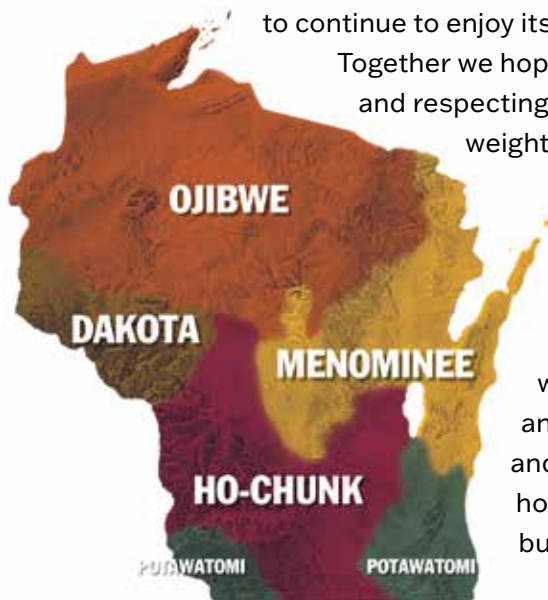 to continue to enjoy its
Together we hop
and respecting
weight
OJIBWE
DAKOTA
MENOMINEE
w
an
and
ho
bu
HO-CHUNK
POTAWATOMI
POTAWATOMI